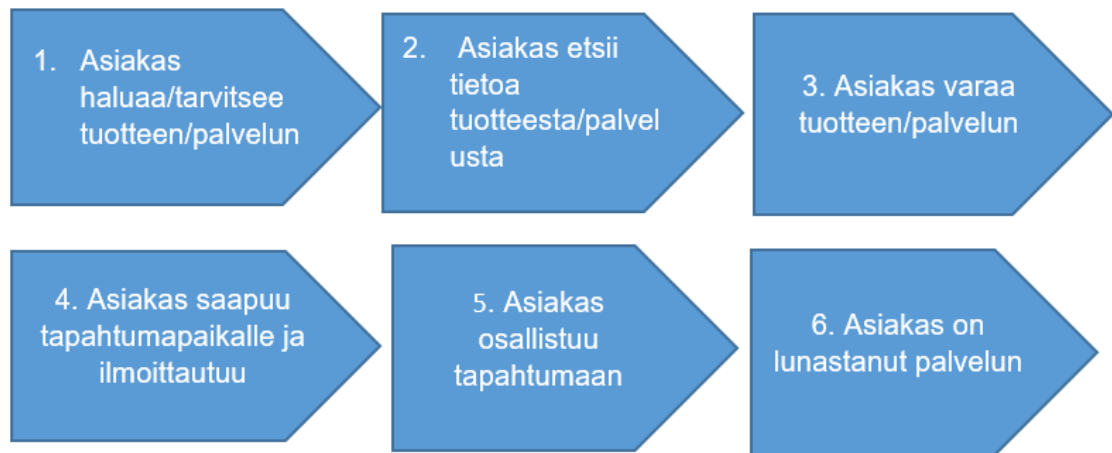 1. Asiakas
haluaa/tarvitsee
tuotteen/palvelun
2. Asiakas etsii
tietoa
tuotteesta/palvel
usta
3. Asiakas varaa
tuotteen/palvelun
4. Asiakas saapuu
tapahtumapaikalle ja
ilmoittautuu
5. Asiakas
osallistuu
tapahtumaan
6. Asiakas on
lunastanut palvelun